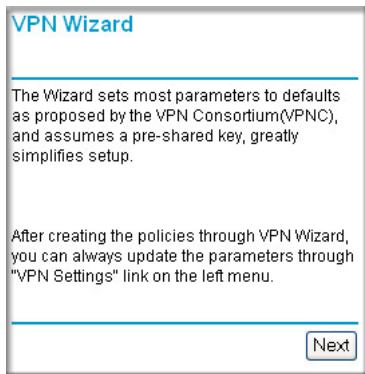 VPN Wizard
The Wizard sets most parameters to defaults
as proposed by the VPN Consortium(VPNC),
and assumes a pre-shared key, greatly
simplifies setup.
After creating the policies through VPN Wizard,
you can always update the parameters through
"VPN Settings" link on the left menu.
Next